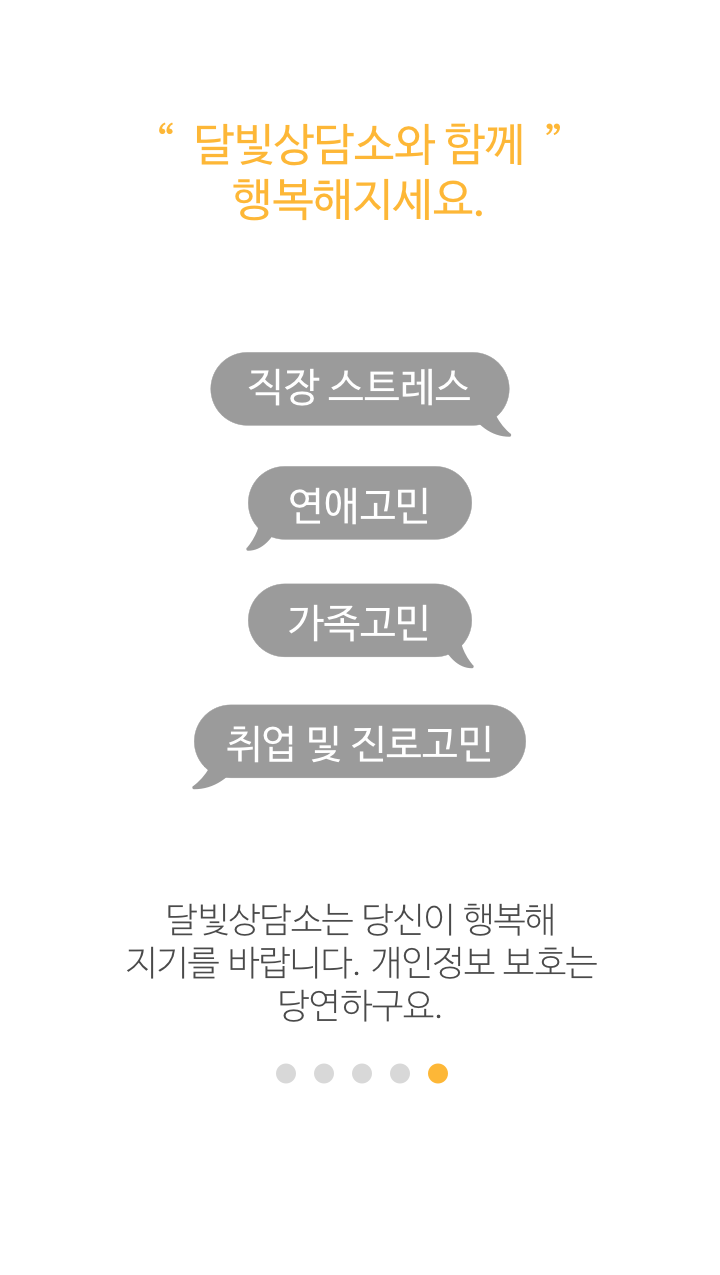 “ 달빛상담소와 함께 ”
행복해지세요.
직장 스트레스
연애고민
가족고민
취업 및 진로고민
달빛상담소는 당신이 행복해
지기를 바랍니다. 개인정보 보호는
당연하구요.